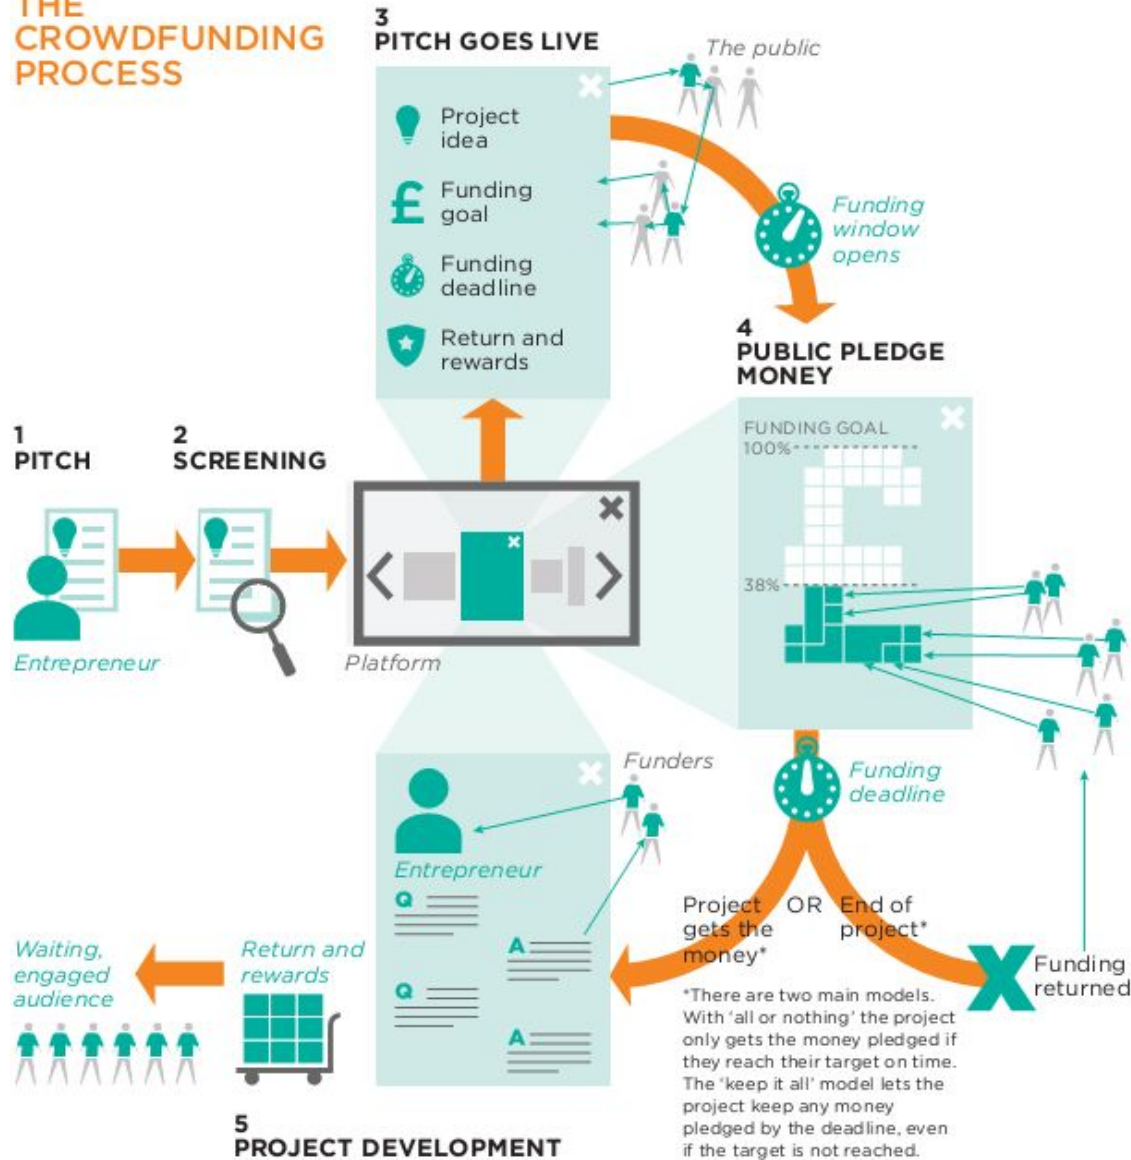 THE
CROWDFUNDING
PROCESS
3
PITCH GOES LIVE
The public
Project
idea
£
Funding
goal
Funding
deadline
Return and
rewards
Funding
window
opens
4
PUBLIC PLEDGE
MONEY
FUNDING GOAL
100%
38%
1
PITCH
2
SCREENING
Entrepreneur
Platform
Funders
Entrepreneur
Q
A
Q
A
Funding
deadline
Project
gets the
money*
OR
End of
project*
Funding
returned
*There are two main models.
With ‘all or nothing’ the project
only gets the money pledged if
they reach their target on time.
The ‘keep it all’ model lets the
project keep any money
pledged by the deadline, even
if the target is not reached.
Return and
rewards
Waiting,
engaged
audience
5
PROJECT DEVELOPMENT